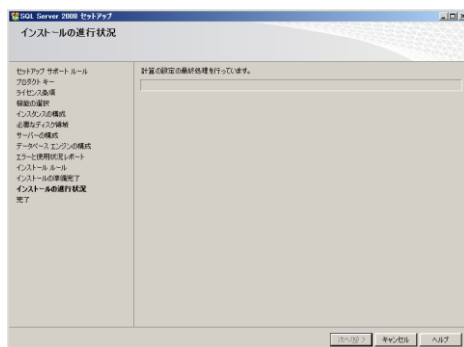 SQL Server 2008 セットアップ
インストールの進行状況
セットアップ サポート ルール
プロダクト キー
ライセンス条項
機能の選択
インスタンスの構成
必要なディスク領域
サーバーの構成
データベース エンジンの構成
エラーと使用状況レポート
インストール ルール
インストールの準備完了
インストールの進行状況
完了
計算の設定の最終処理を行っています。
次へ(N) >
キャンセル
ヘルプ